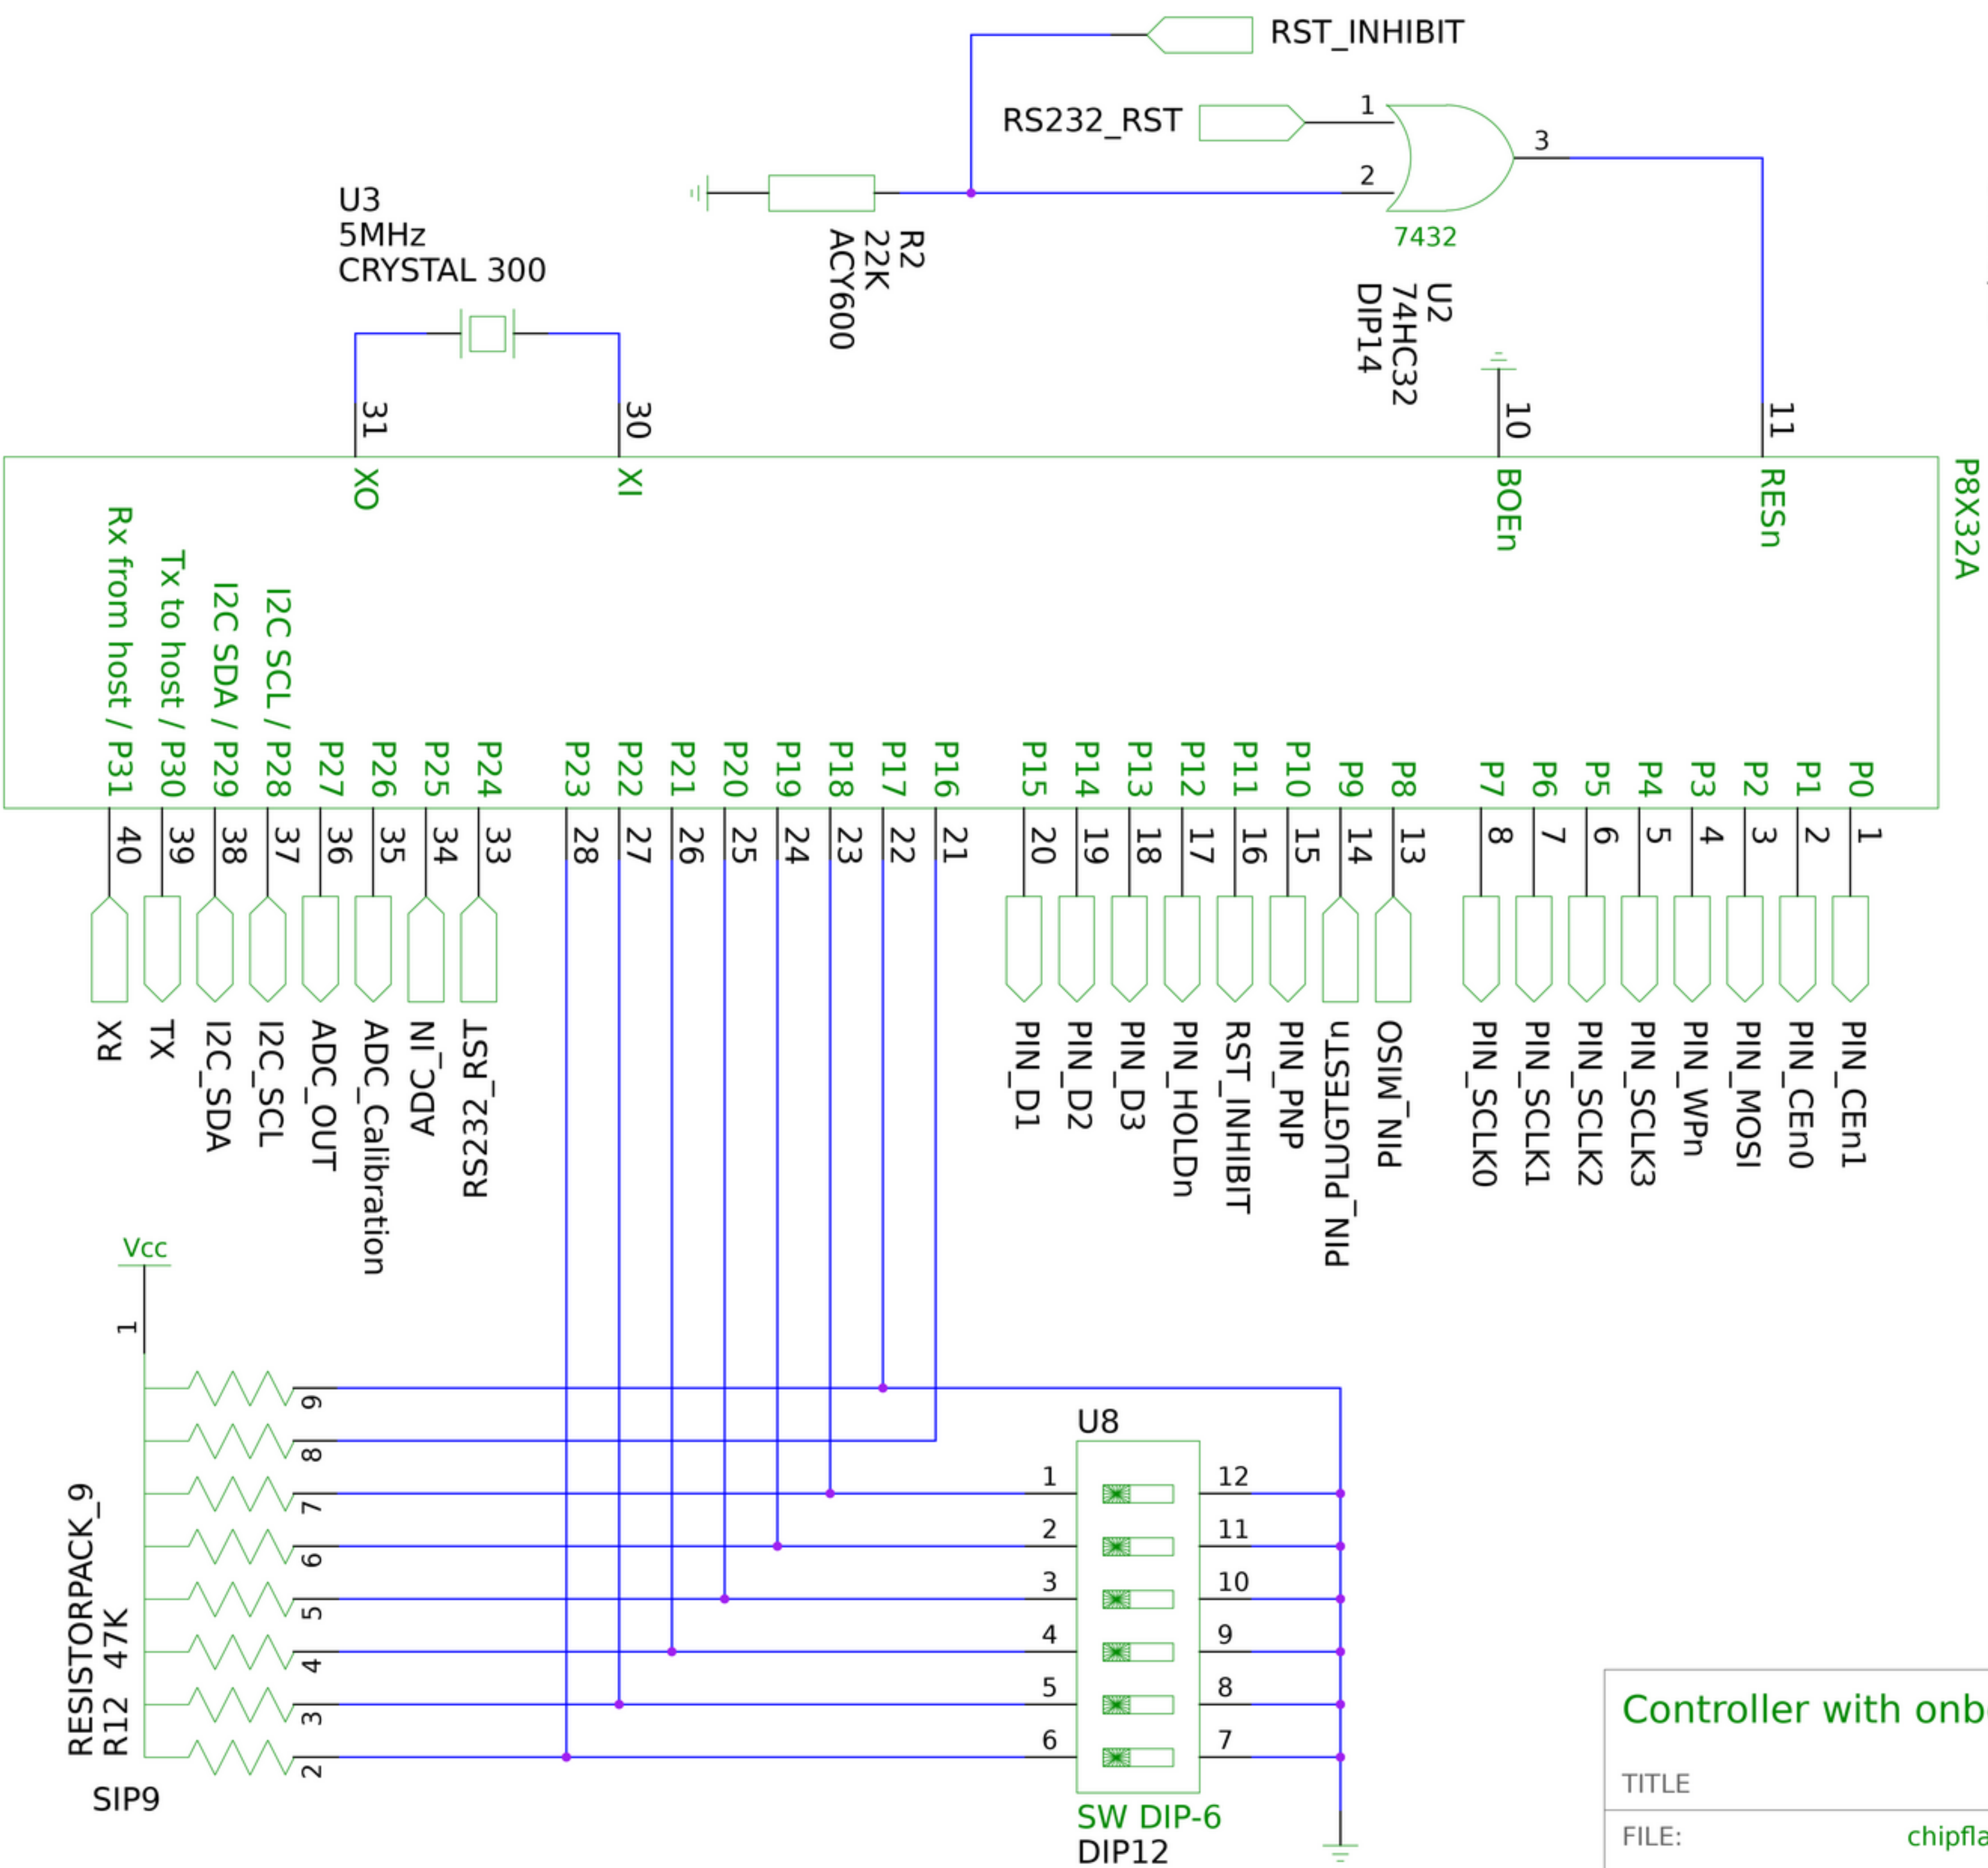 RST_INHIBIT
RS232_RST
1
2
3
7432
U2
74HC32
DIP14
R2
22K
ACY600
U3
5MHz
CRYSTAL 300
31
30
10
11
XO
XI
BOEn
RESn
P8X32A
Rx from host / P31
Tx to host / P30
I2C SDA / P29
I2C SCL / P28
P27
P26
P25
P24
P23
P22
P21
P20
P19
P18
P17
P16
P15
P14
P13
P12
P11
P10
P9
P8
P7
P6
P5
P4
P3
P2
P1
P0
40
39
38
37
36
35
34
33
28
27
26
25
24
23
22
21
20
19
18
17
16
15
14
13
8
7
6
5
4
3
2
1
RX
TX
I2C_SDA
I2C_SCL
ADC_OUT
ADC_Calibration
ADC_IN
RS232_RST
PIN_D1
PIN_D2
PIN_D3
PIN_HOLDn
RST_INHIBIT
PIN_PNP
PIN_PLUGTESTn
PIN_MISO
PIN_SCLK0
PIN_SCLK1
PIN_SCLK2
PIN_SCLK3
PIN_WPn
PIN_MOSI
PIN_CEn0
PIN_CEn1
Vcc
1
9
8
7
6
5
4
3
2
RESISTORPACK_9
R12 47K
SIP9
U8
1
2
3
4
5
6
12
11
10
9
8
7
SW DIP-6
DIP12
Controller with onb
TITLE
FILE: chipfla